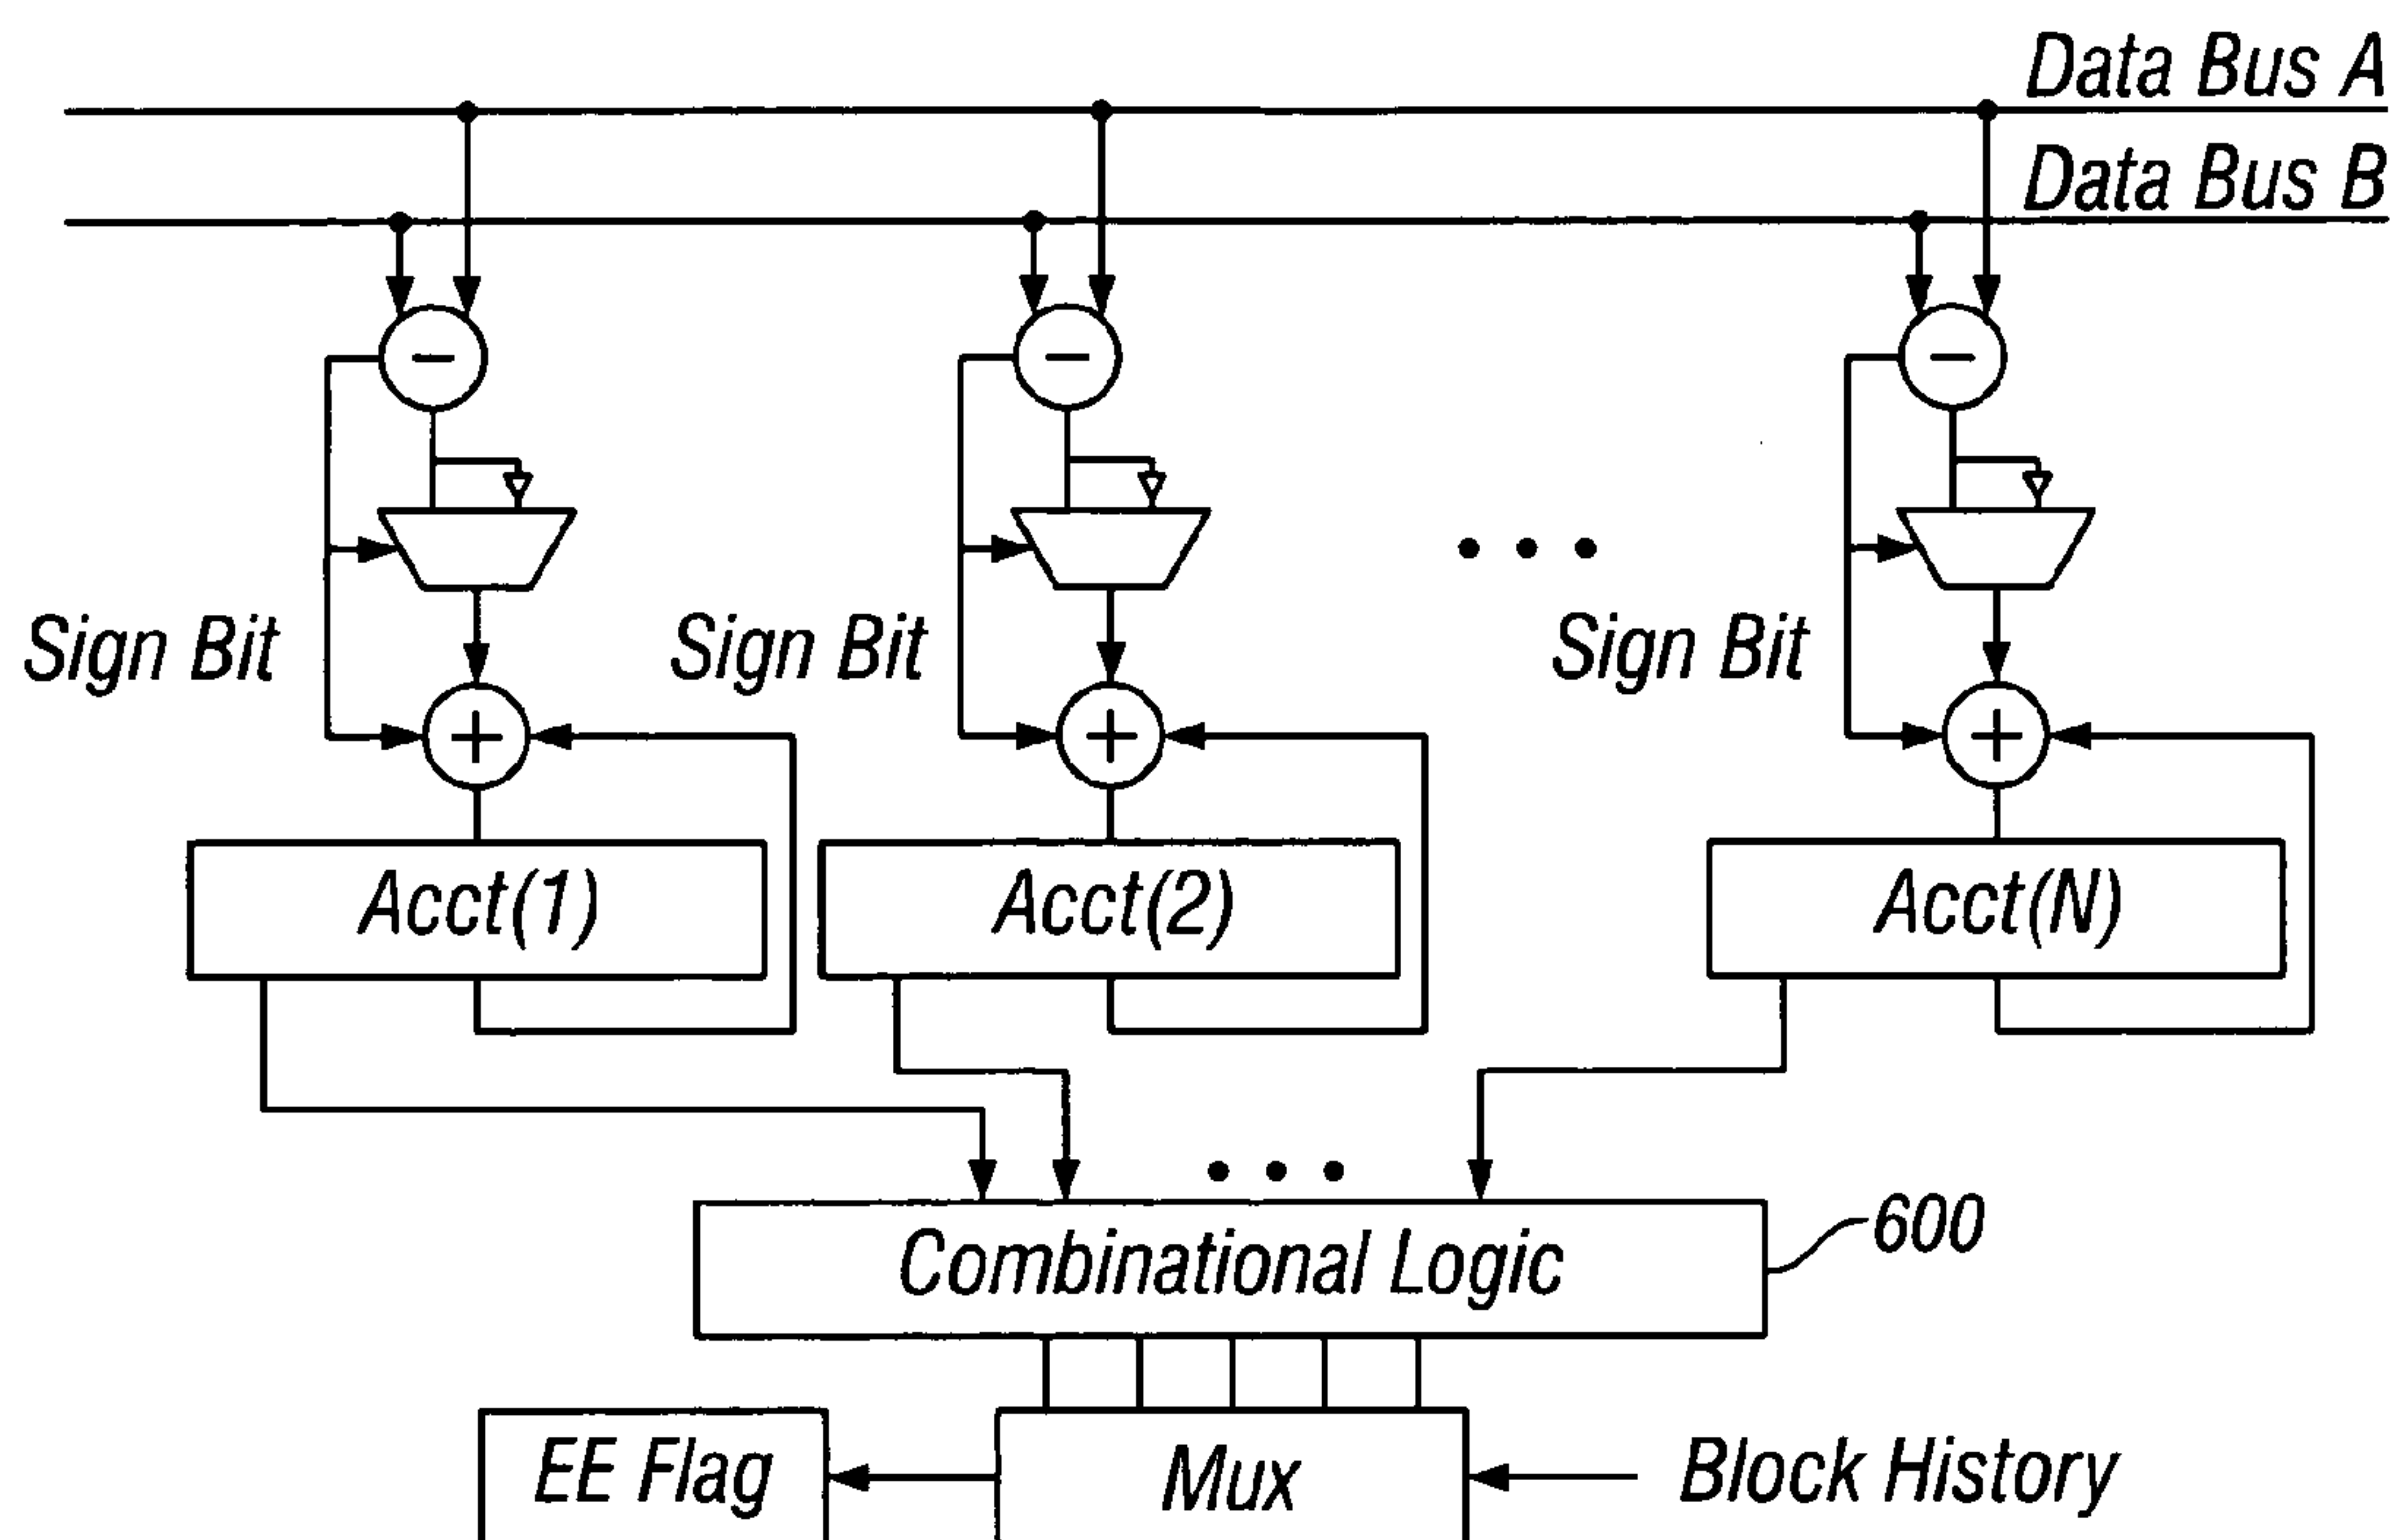 Data Bus A
Data Bus B
−
−
−
Sign Bit
Sign Bit
Sign Bit
+
+
+
Acct(1)
Acct(2)
Acct(N)
Combinational Logic
600
EE Flag
Mux
Block History